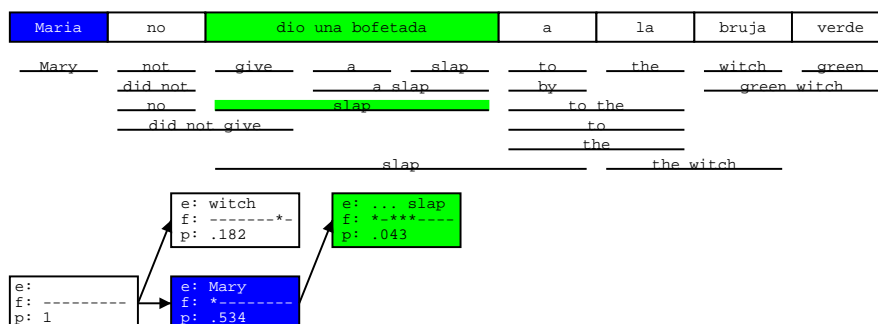 Maria no dio una bofetada a la bruja verde
Mary not give a slap to the witch green
did not a slap by green witch
no slap to the
did not give to
the
slap the witch
e: witch
f: -------*-
p: .182
e: ... slap
f: *-***----
p: .043
e:
f: ---------
p: 1
e: Mary
f: *--------
p: .534